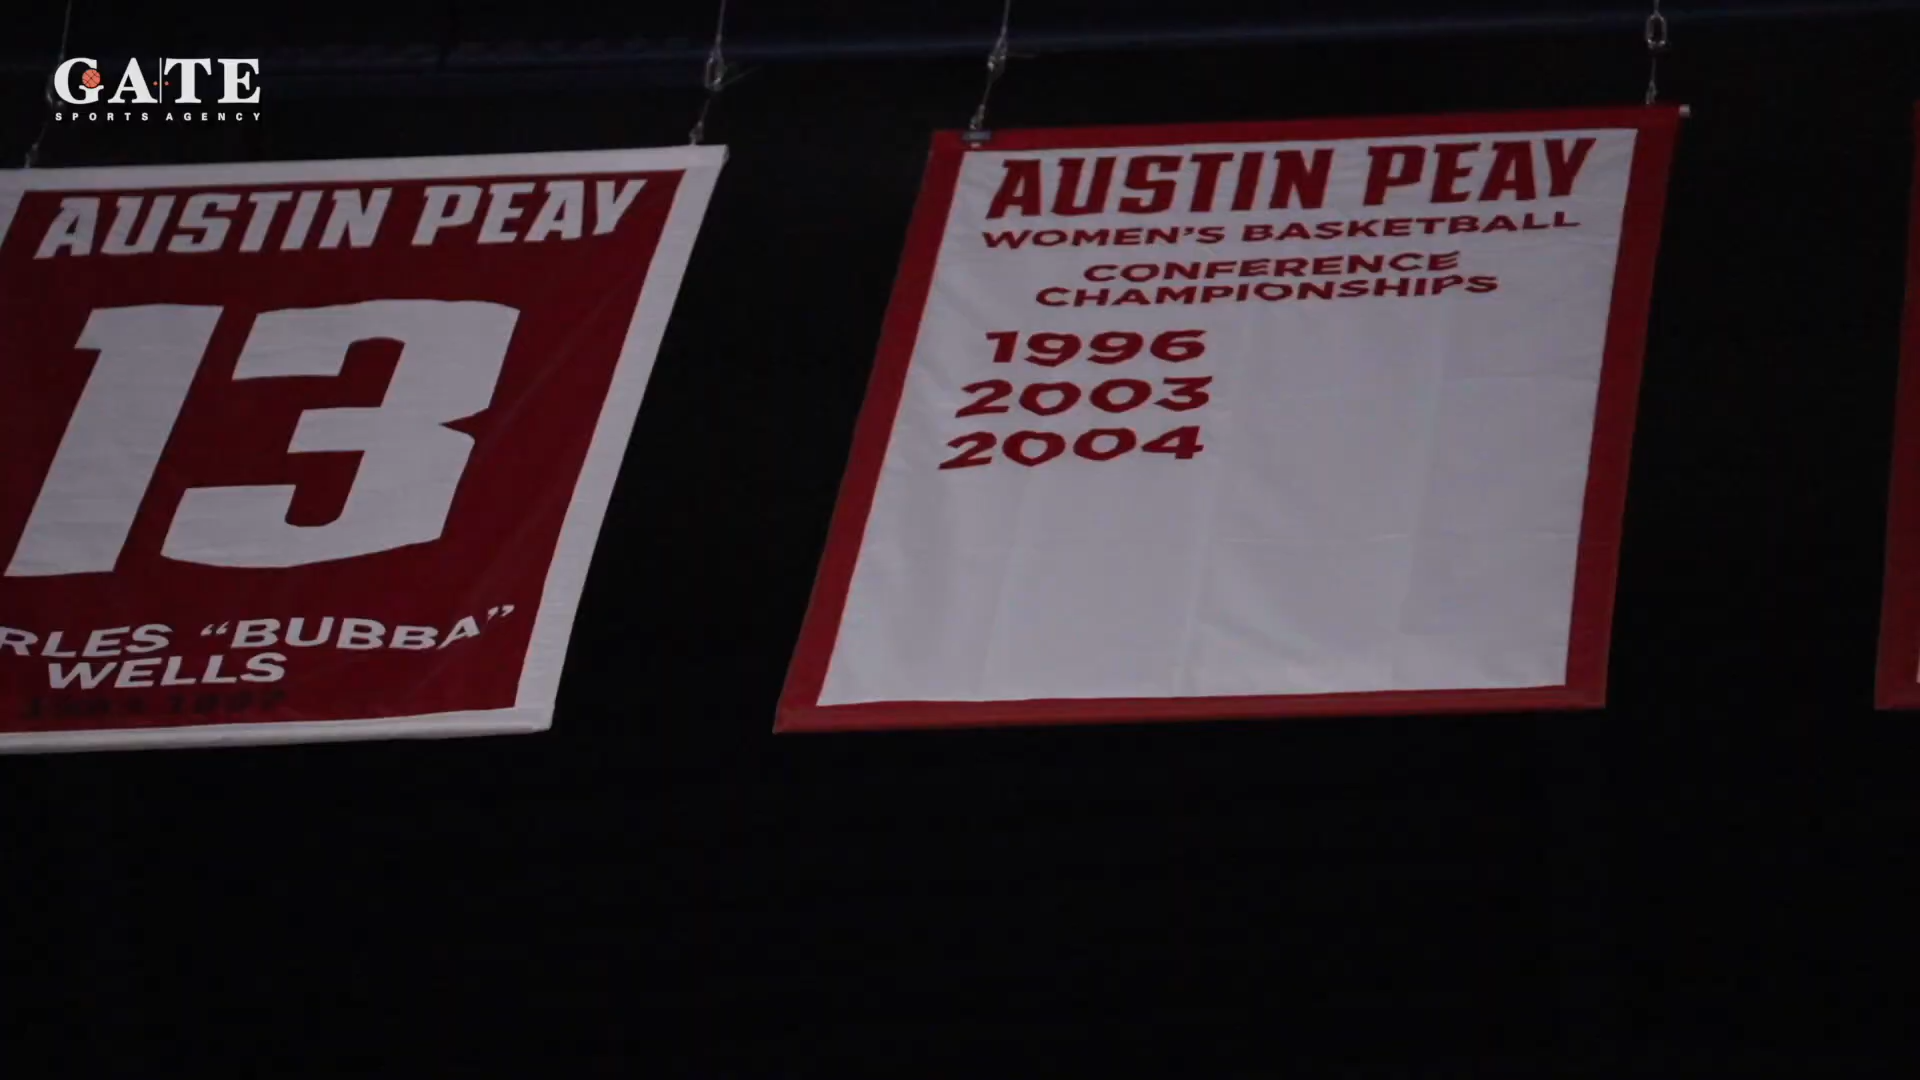 GATE
SPORTS AGENCY
AUSTIN PEAY
13
RLES “BUBBA”
WELLS
AUSTIN PEAY
WOMEN’S BASKETBALL
CONFERENCE
CHAMPIONSHIPS
1996
2003
2004